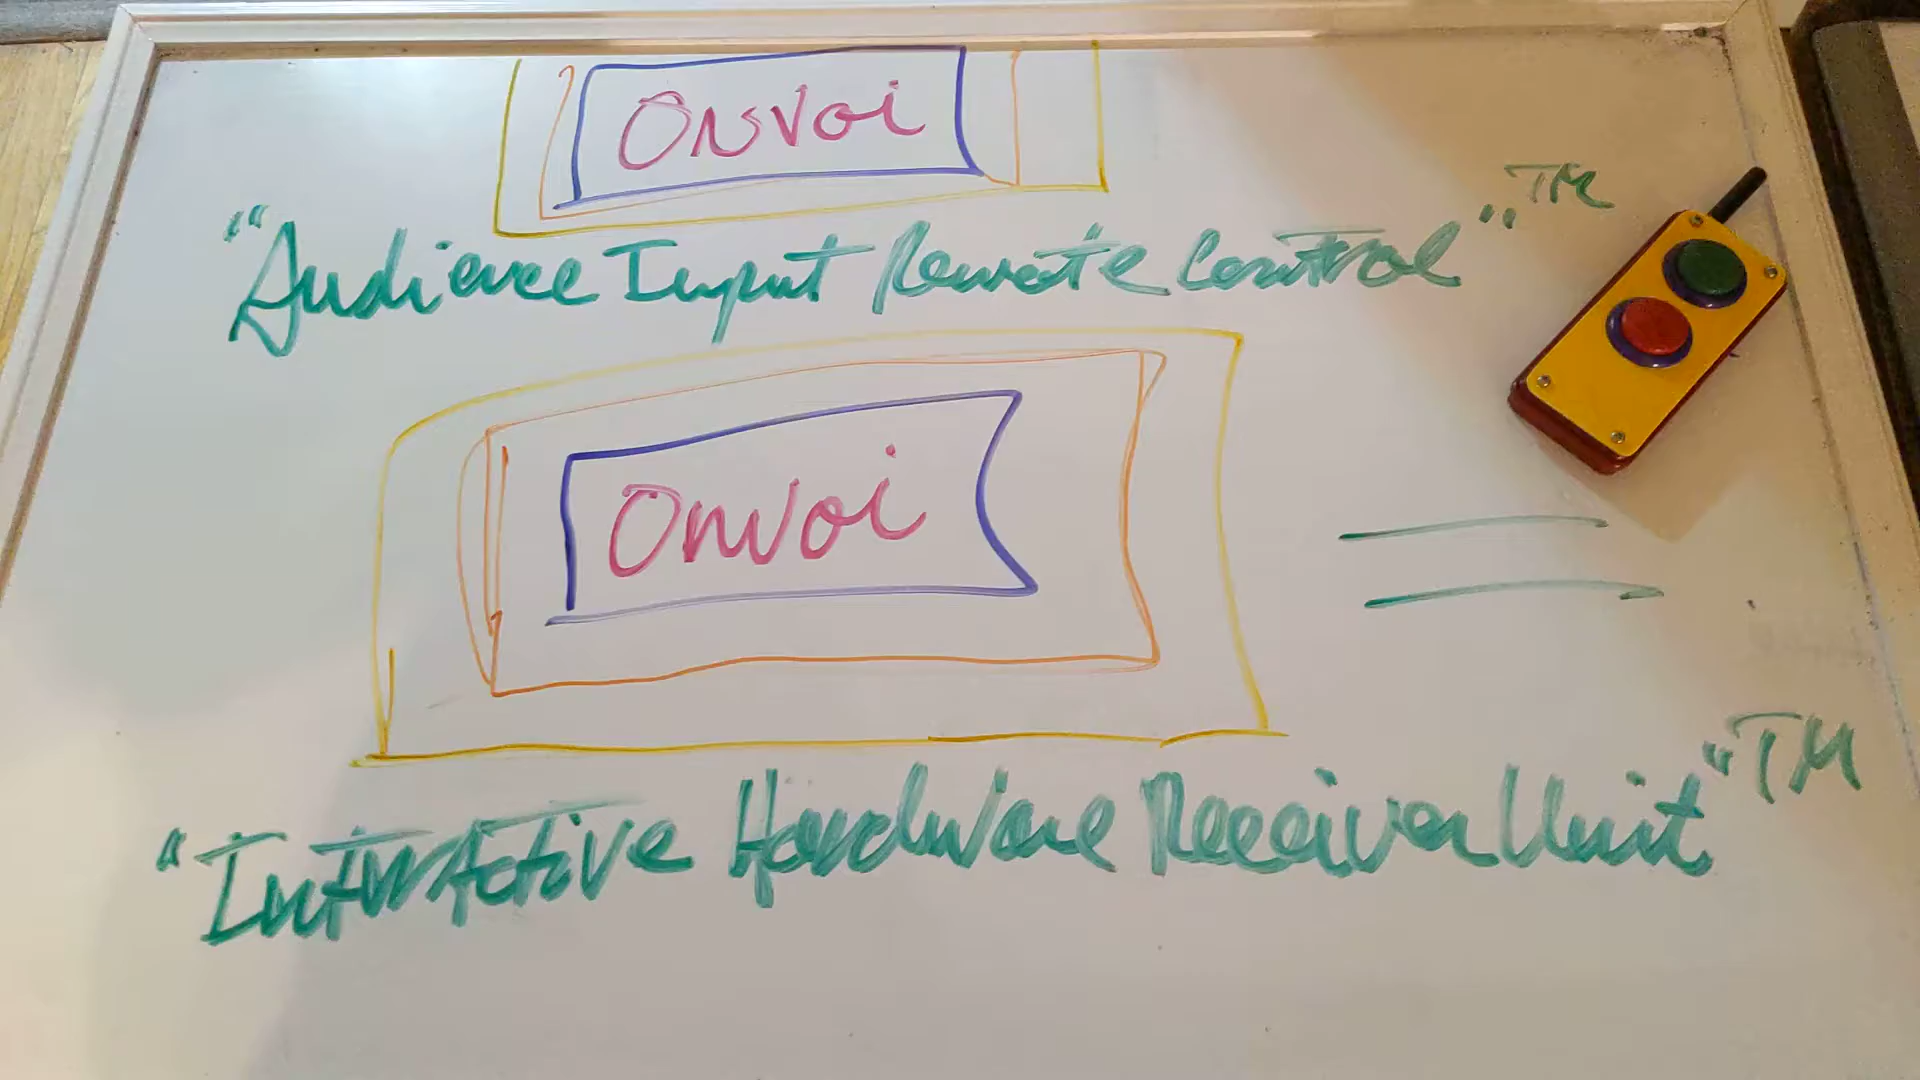 Onvoi
"Audience Input Remote Control" TM
Onvoi
"InterActive Hardware Receiver Unit" TM